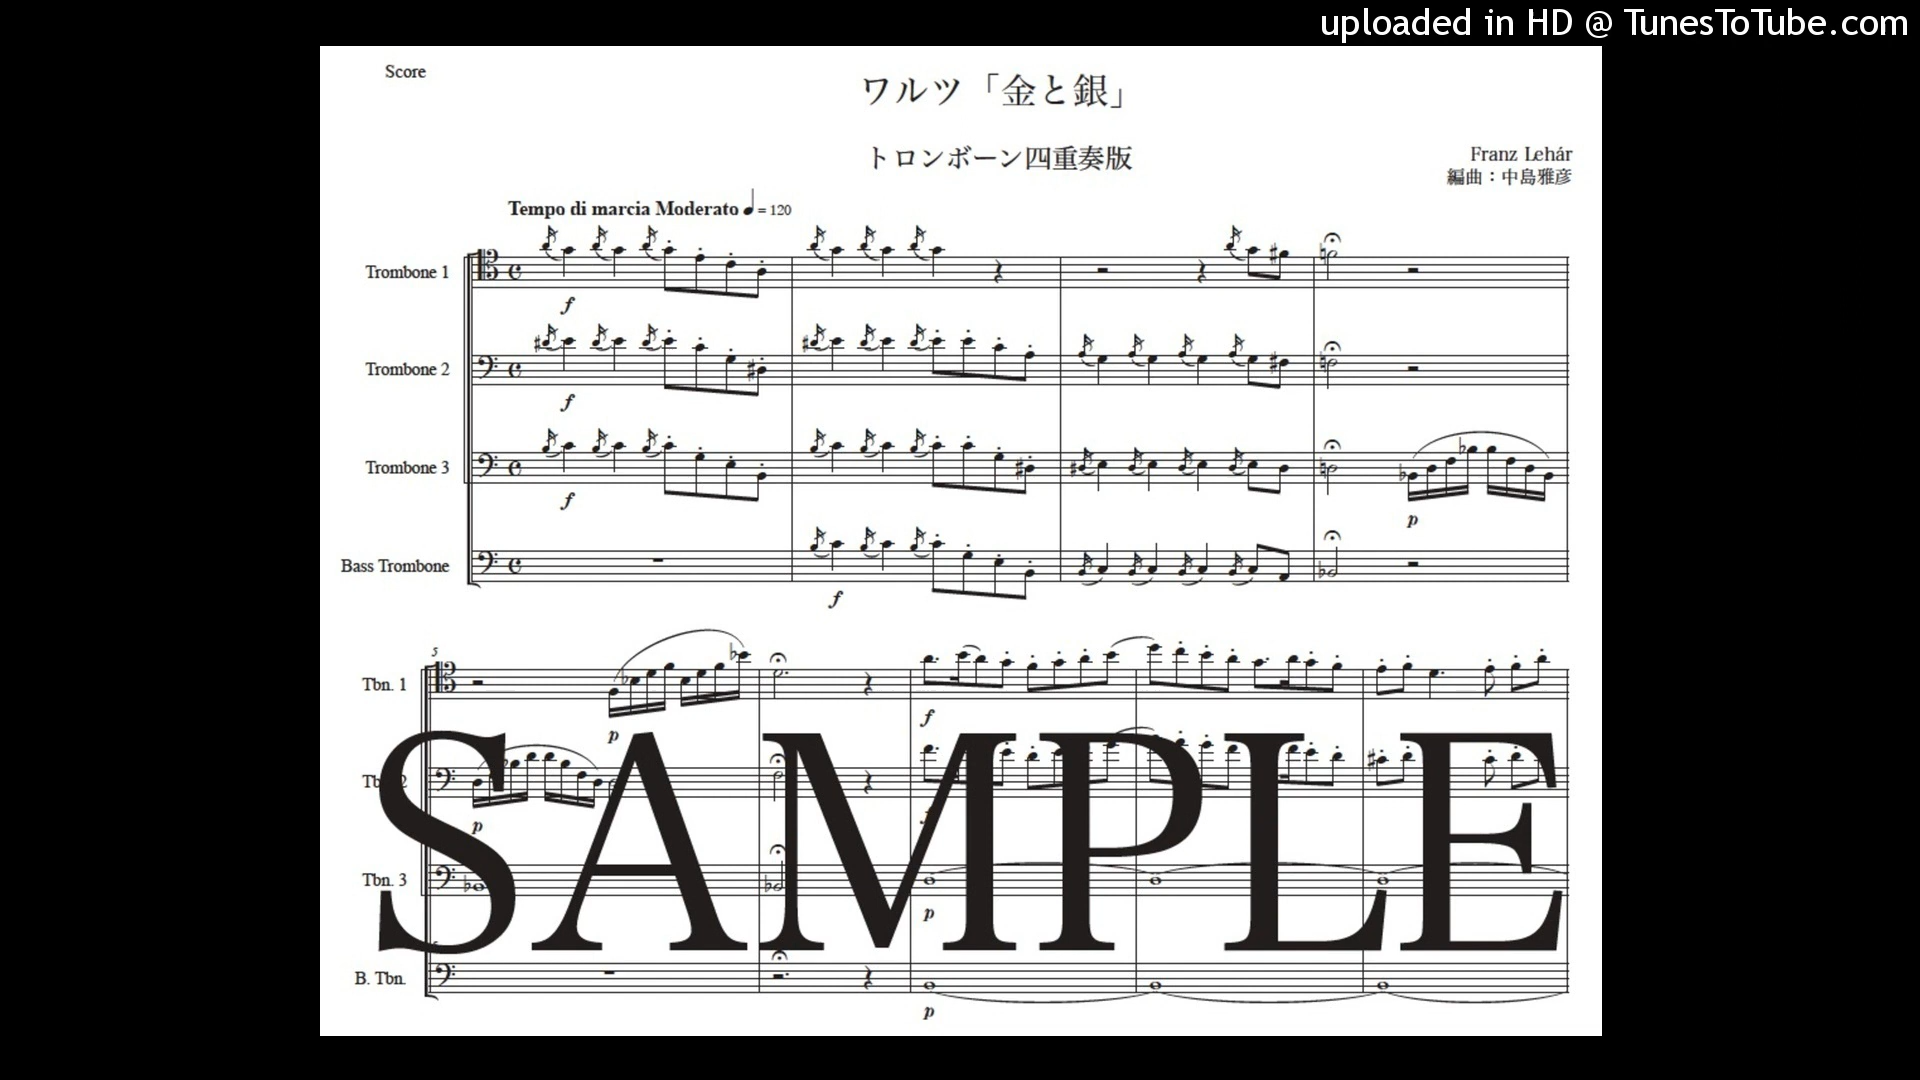 uploaded in HD @ TunesToTube.com
Score
ワルツ「金と銀」
トロンボーン四重奏版
Franz Lehár
編曲：中島雅彦
Tempo di marcia Moderato ♩= 120
Trombone 1
f
Trombone 2
f
Trombone 3
f
p
Bass Trombone
f
5
Tbn. 1
p
f
p
Tbn. 3
p
B. Tbn.
p
SAMPLE